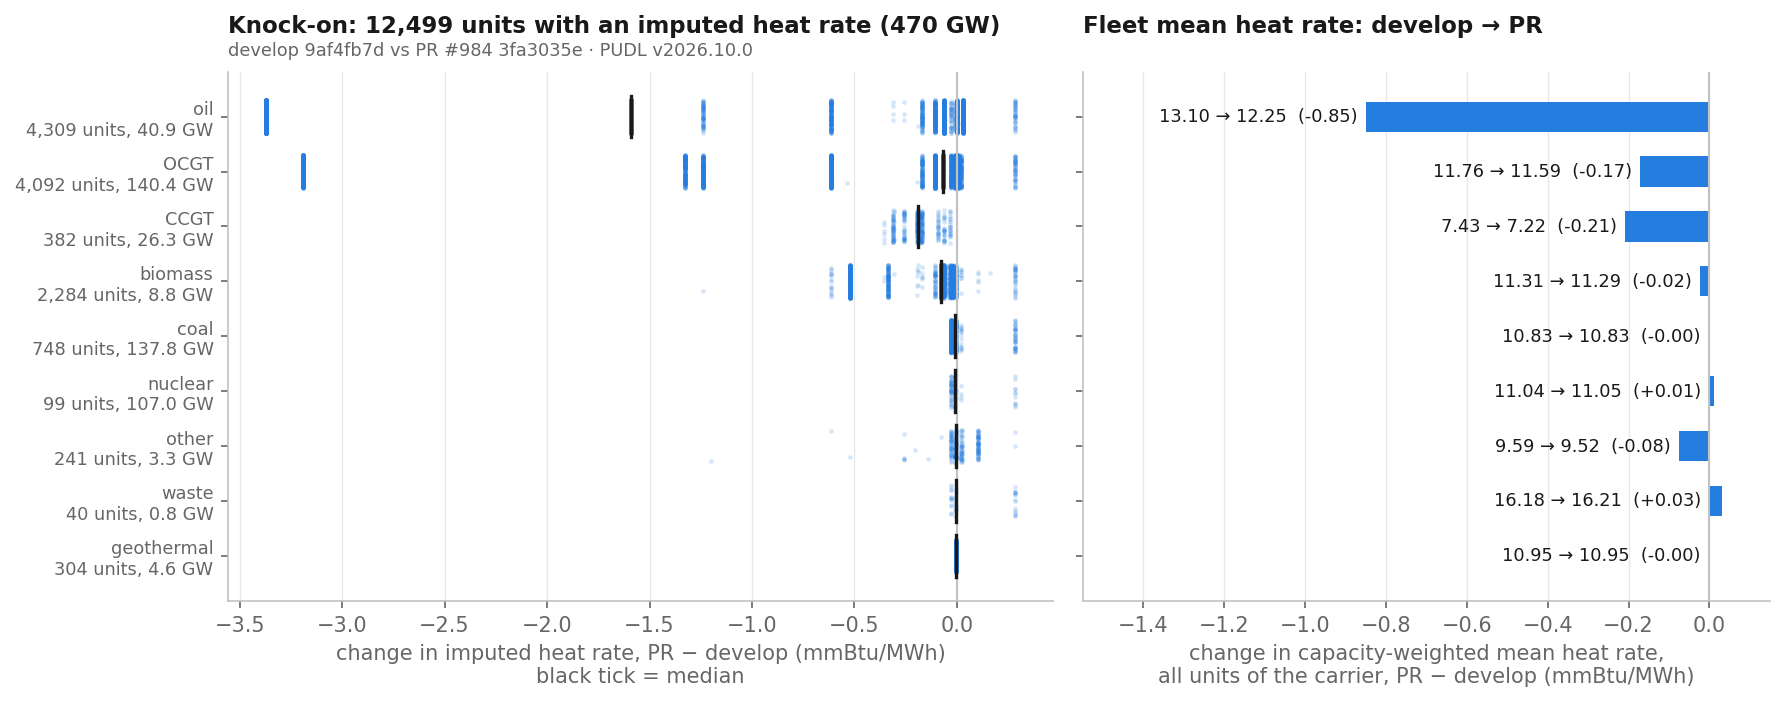 Knock-on: 12,499 units with an imputed heat rate (470 GW)
develop 9af4fb7d vs PR #984 3fa3035e · PUDL v2026.10.0
oil
4,309 units, 40.9 GW
OCGT
4,092 units, 140.4 GW
CCGT
382 units, 26.3 GW
biomass
2,284 units, 8.8 GW
coal
748 units, 137.8 GW
nuclear
99 units, 107.0 GW
other
241 units, 3.3 GW
waste
40 units, 0.8 GW
geothermal
304 units, 4.6 GW
−3.5 −3.0 −2.5 −2.0 −1.5 −1.0 −0.5 0.0
change in imputed heat rate, PR − develop (mmBtu/MWh)
black tick = median
Fleet mean heat rate: develop → PR
13.10 → 12.25 (-0.85)
11.76 → 11.59 (-0.17)
7.43 → 7.22 (-0.21)
11.31 → 11.29 (-0.02)
10.83 → 10.83 (-0.00)
11.04 → 11.05 (+0.01)
9.59 → 9.52 (-0.08)
16.18 → 16.21 (+0.03)
10.95 → 10.95 (-0.00)
−1.4 −1.2 −1.0 −0.8 −0.6 −0.4 −0.2 0.0
change in capacity-weighted mean heat rate,
all units of the carrier, PR − develop (mmBtu/MWh)